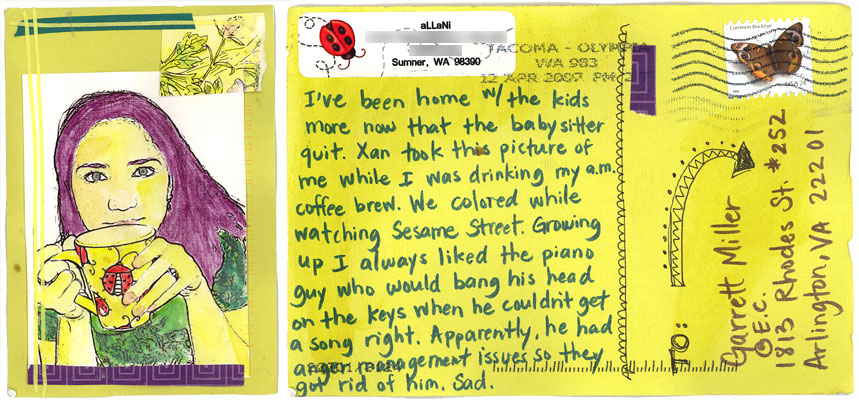 aLLaNi
Sumner, WA 98390
TACOMA - OLYMPIA
WA 983
12 APR 2007 PM
Common Buckeye
I've been home w/ the kids
more now that the babysitter
quit. Xan took this picture of
me while I was drinking my a.m.
coffee brew. We colored while
watching Sesame Street. Growing
up I always liked the piano
guy who would bang his head
on the keys when he couldn't get
a song right. Apparently, he had
anger management issues so they
got rid of him. Sad.
TO:
Garrett Miller
O.E.C.
1813 Rhodes St. #252
Arlington, VA 22201